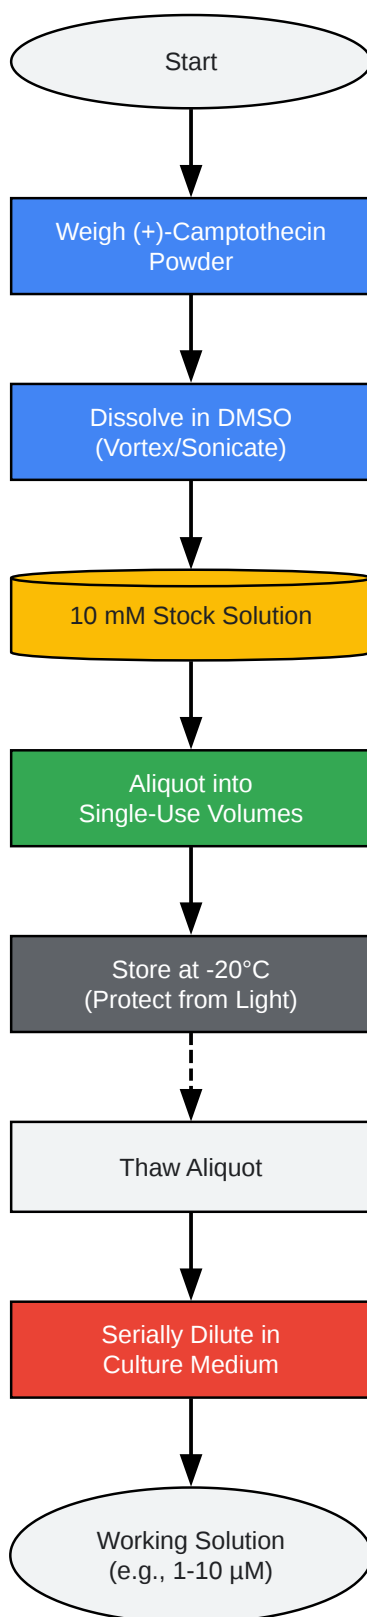 Start
Weigh (+)-Camptothecin
Powder
Dissolve in DMSO
(Vortex/Sonicate)
10 mM Stock Solution
Aliquot into
Single-Use Volumes
Store at -20°C
(Protect from Light)
Thaw Aliquot
Serially Dilute in
Culture Medium
Working Solution
(e.g., 1-10 µM)